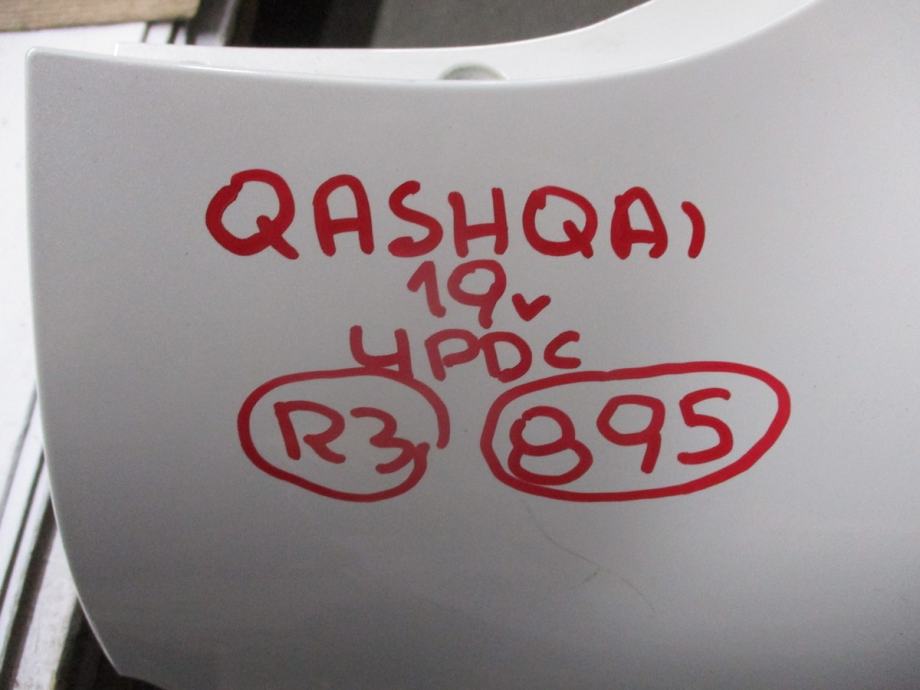 QASHQAI
19v
4PDC
R3 895